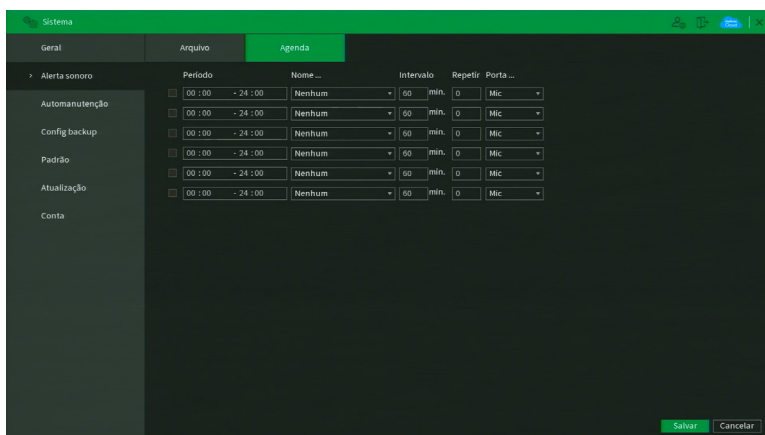 Sistema
Geral
Arquivo
Agenda
Alerta sonoro
Automanutenção
Config backup
Padrão
Atualização
Conta
Período Nome ... Intervalo Repetir Porta ...
00 : 00 - 24 : 00 Nenhum 60 min. 0 Mic
00 : 00 - 24 : 00 Nenhum 60 min. 0 Mic
00 : 00 - 24 : 00 Nenhum 60 min. 0 Mic
00 : 00 - 24 : 00 Nenhum 60 min. 0 Mic
00 : 00 - 24 : 00 Nenhum 60 min. 0 Mic
00 : 00 - 24 : 00 Nenhum 60 min. 0 Mic
Salvar Cancelar